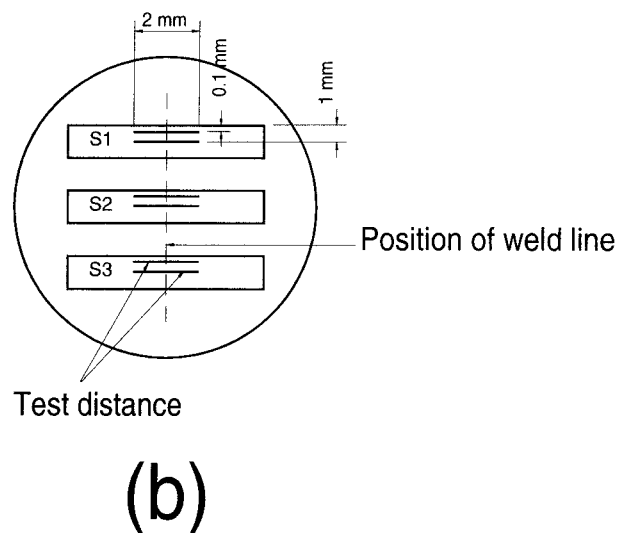 2 mm
0.1 mm
1 mm
S1
S2
Position of weld line
S3
Test distance
(b)